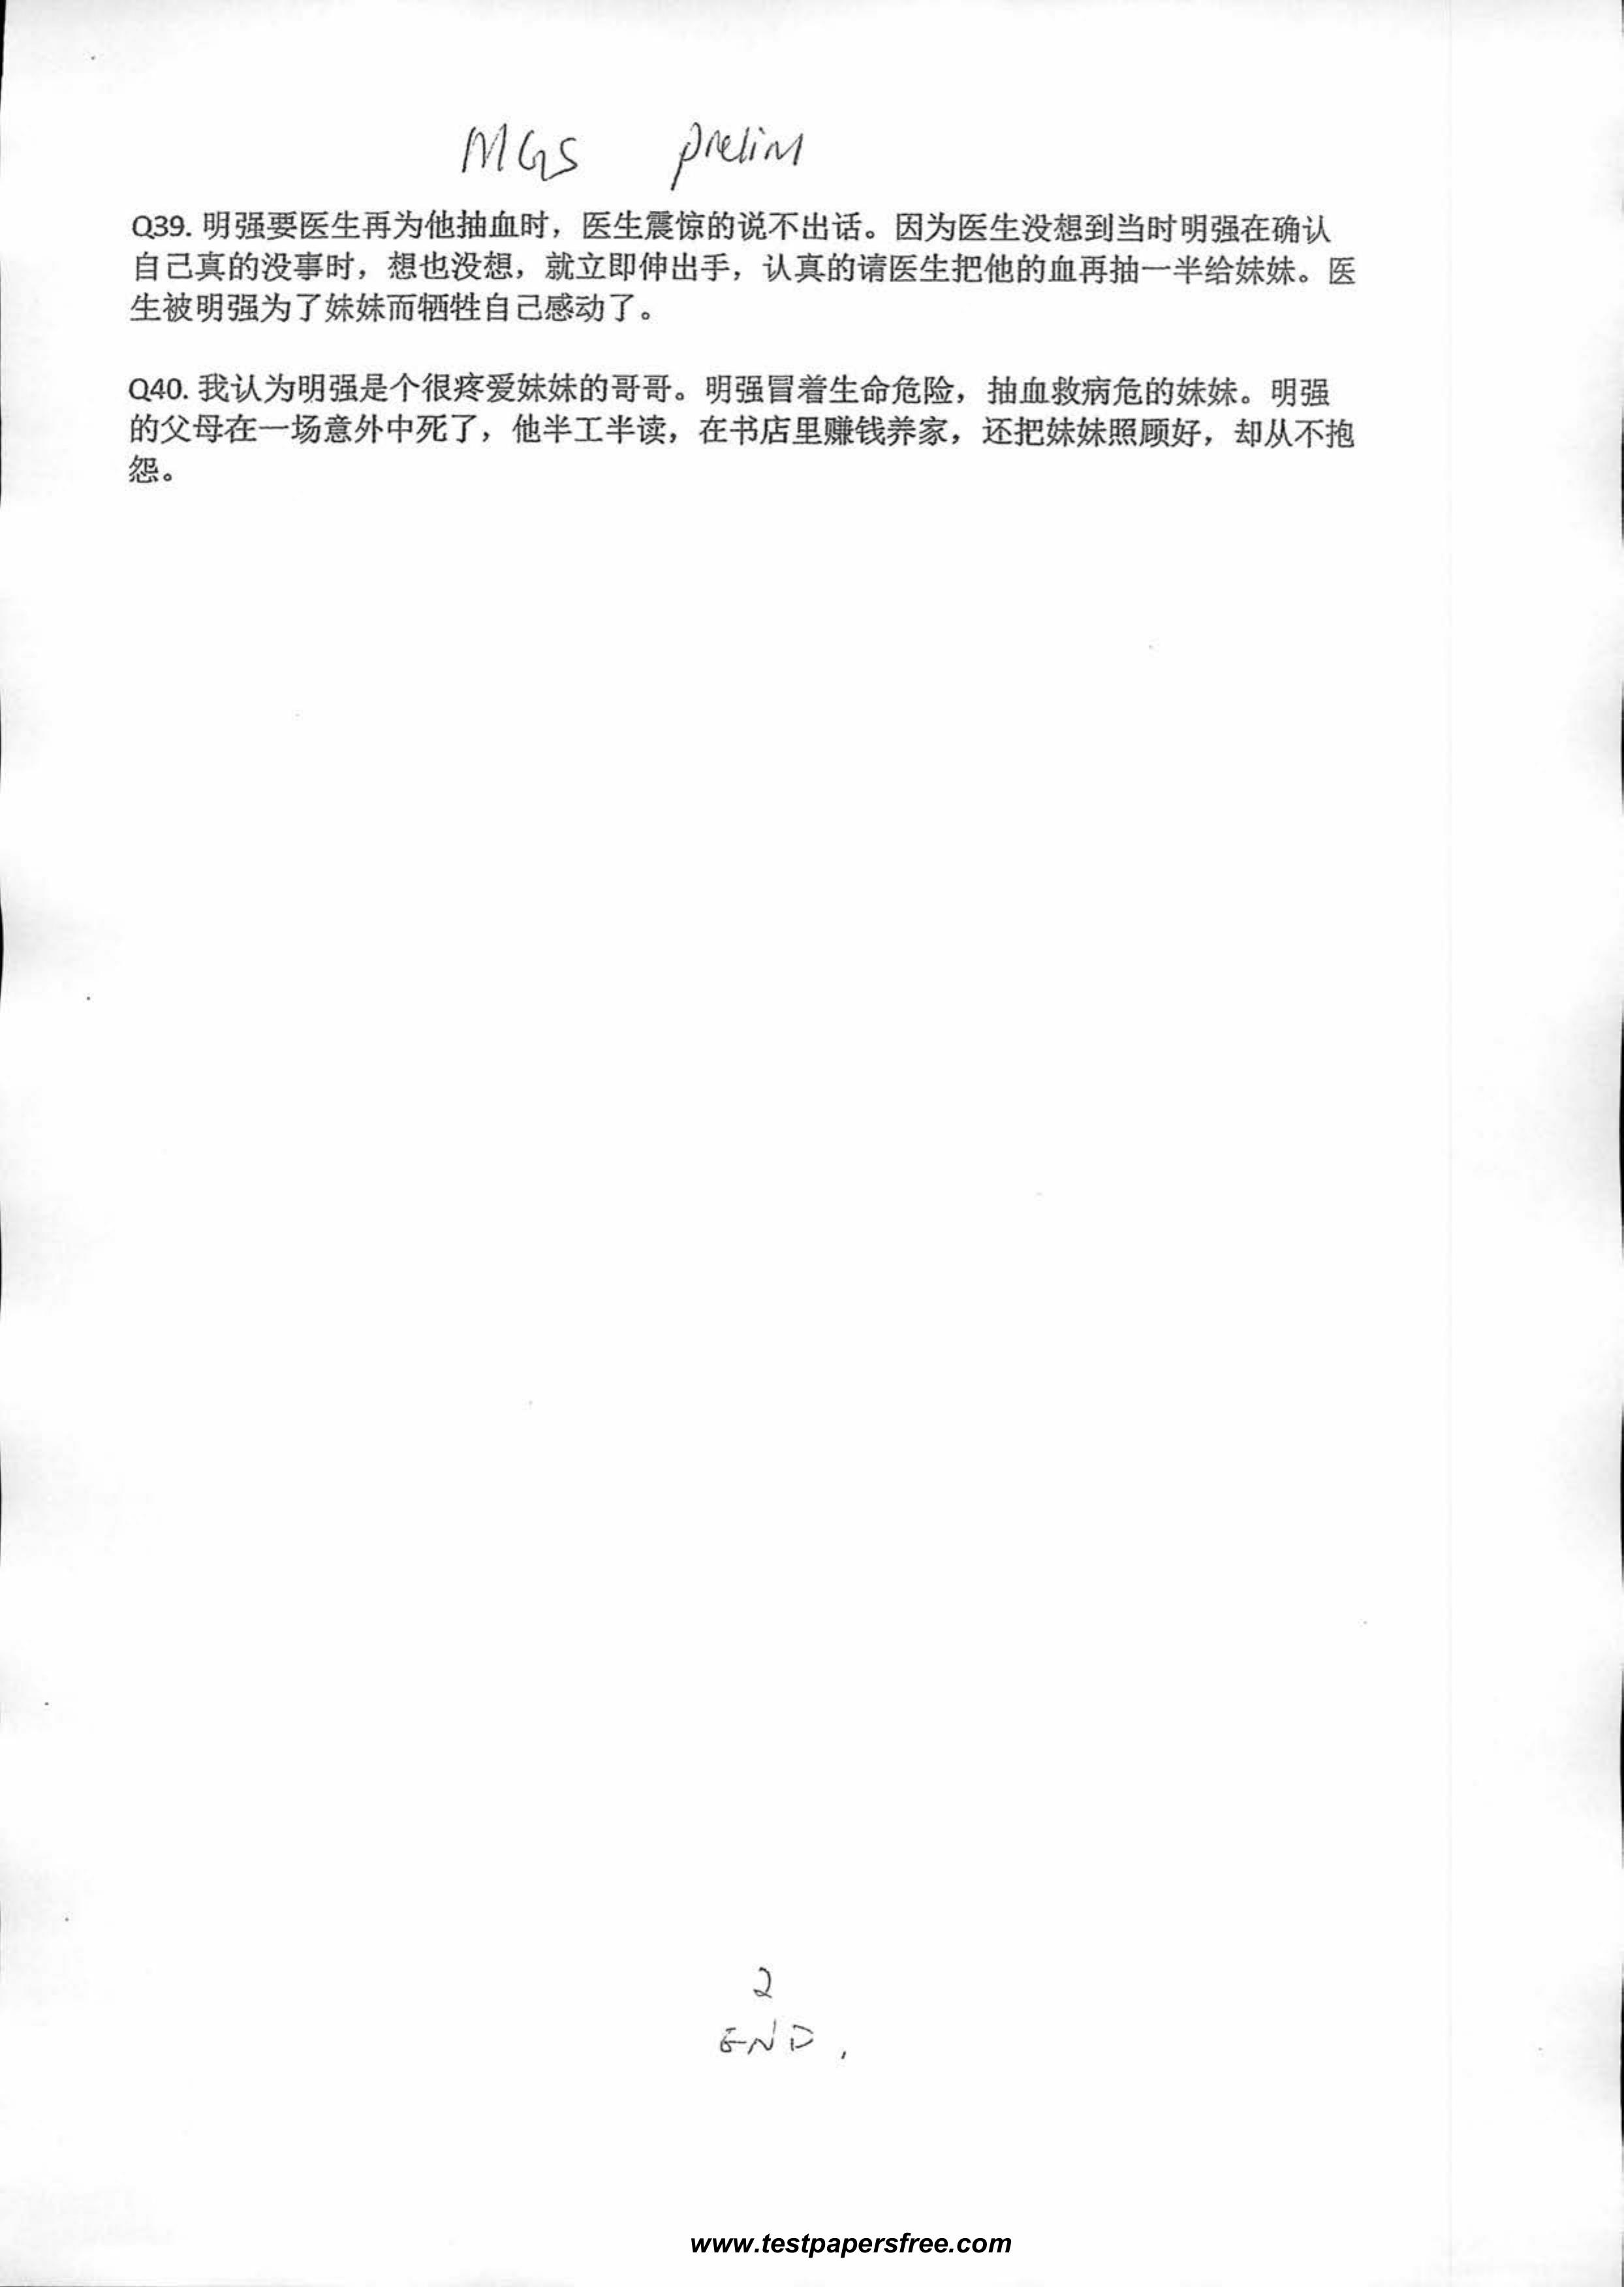 MGS prelim
Q39. 明强要医生再为他抽血时，医生震惊的说不出话。因为医生没想到当时明强在确认
自己真的没事时，想也没想，就立即伸出手，认真的请医生把他的血再抽一半给妹妹。医
生被明强为了妹妹而牺牲自己感动了。
Q40. 我认为明强是个很疼爱妹妹的哥哥。明强冒着生命危险，抽血救病危的妹妹。明强
的父母在一场意外中死了，他半工半读，在书店里赚钱养家，还把妹妹照顾好，却从不抱
怨。
2
END.
www.testpapersfree.com